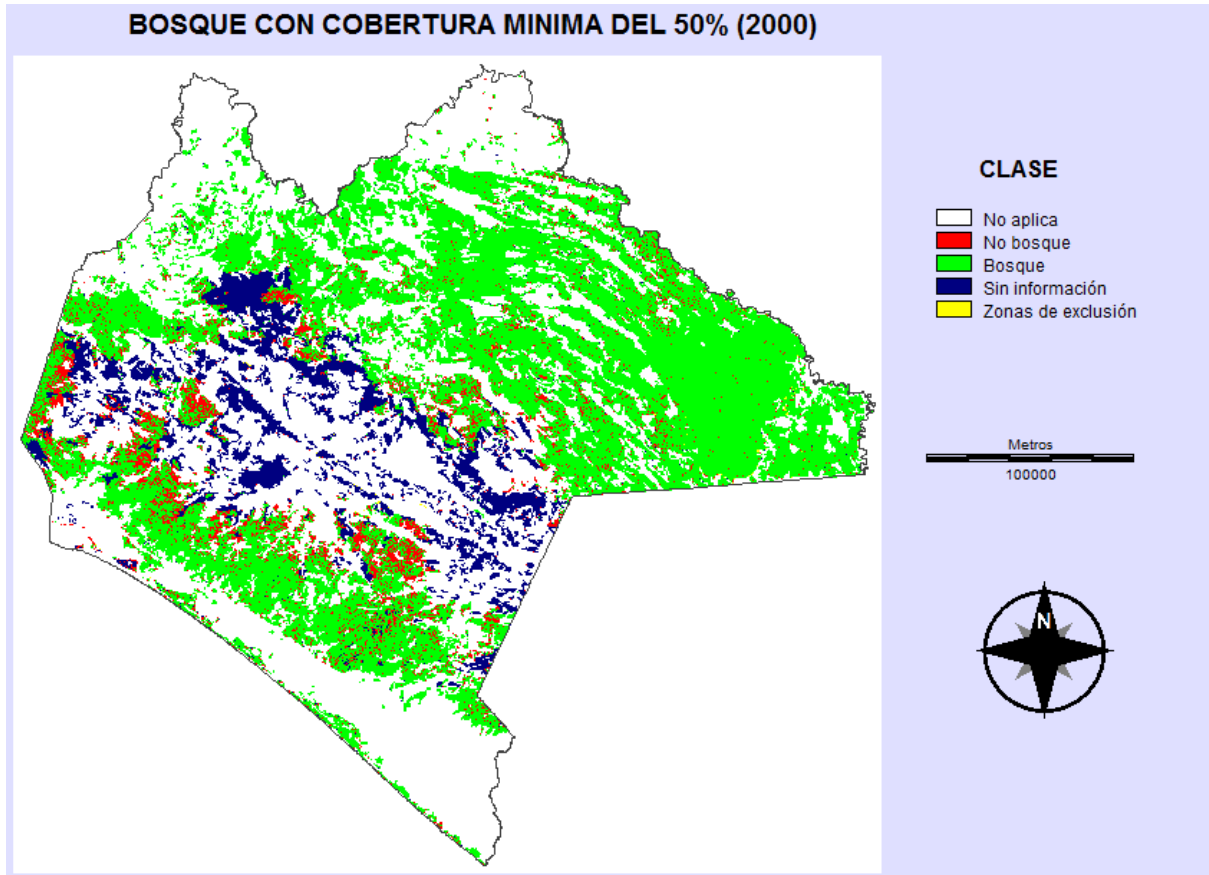 BOSQUE CON COBERTURA MINIMA DEL 50% (2000)
CLASE
No aplica
No bosque
Bosque
Sin información
Zonas de exclusión
Metros
100000
N